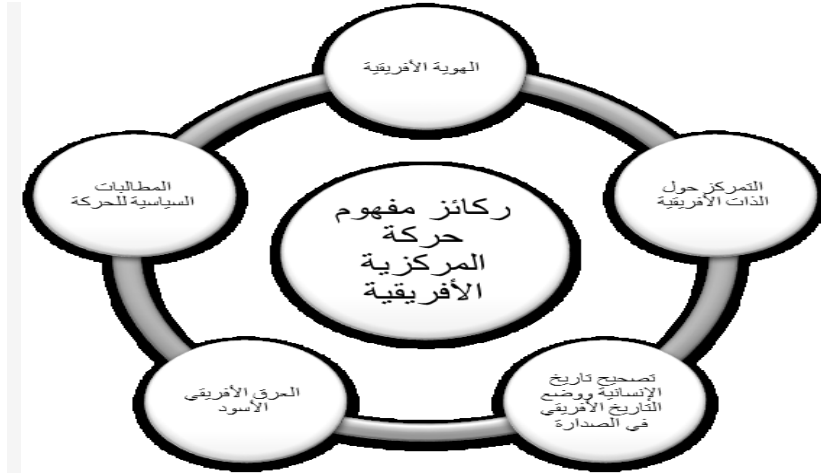 الهوية الأفريقية
التمركز حول
الذات الأفريقية
تصحيح تاريخ
الإنسانية ووضع
التاريخ الأفريقي
في الصدارة
العرق الأفريقي
الأسود
المطالبات
السياسية للحركة
ركائز مفهوم
حركة
المركزية
الأفريقية